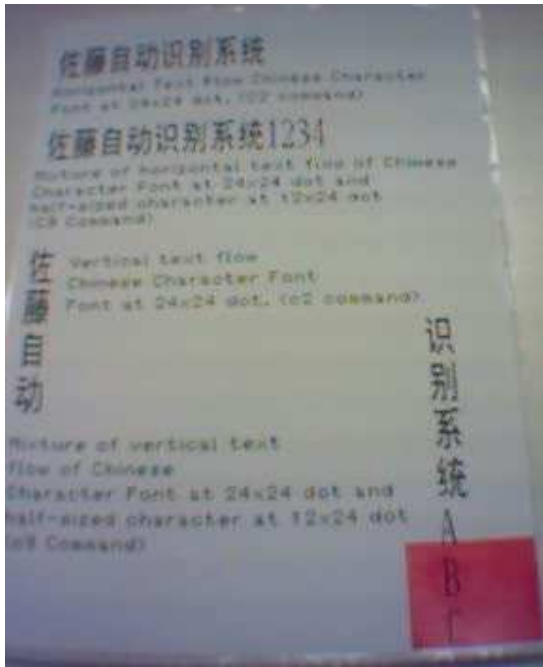 佐藤自动识别系统
Horizontal Text Flow Chinese Character
Font at 24x24 dot. (C2 command)
佐藤自动识别系统1234
Mixture of horizontal text flow of Chinese
Character Font at 24x24 dot and
half-sized character at 12x24 dot
(C9 Command)
佐藤自动
Vertical text flow
Chinese Character Font
Font at 24x24 dot. (c2 command)
识别系统ABC
Mixture of vertical text
flow of Chinese
Character Font at 24x24 dot and
half-sized character at 12x24 dot
(c9 Command)